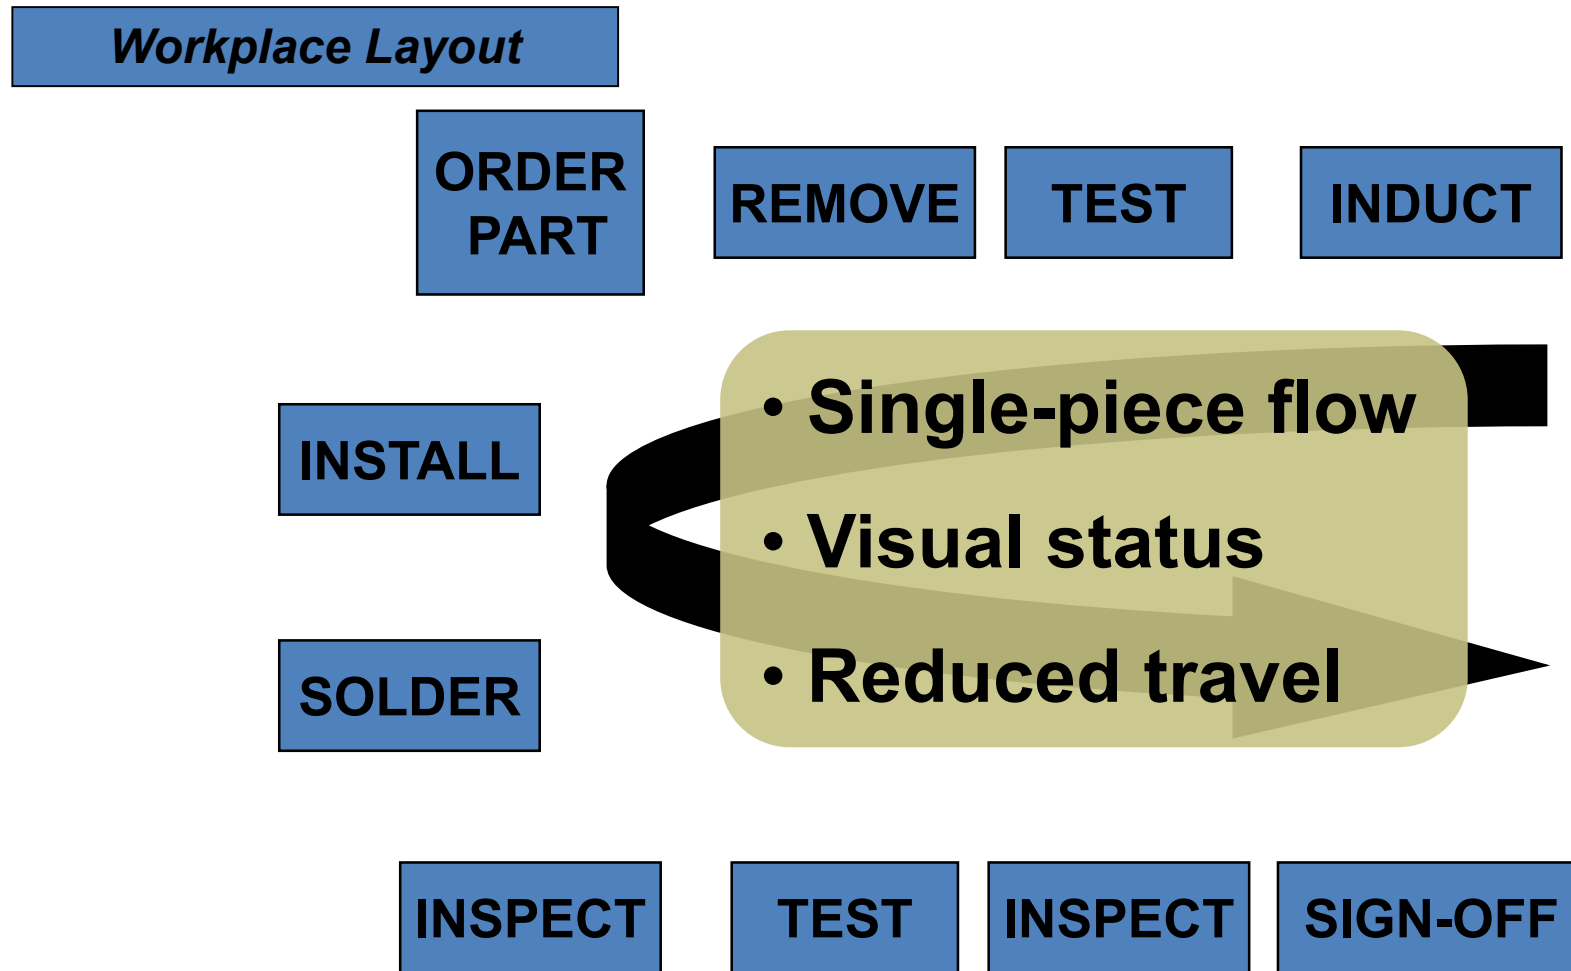 Workplace Layout
ORDER
PART
REMOVE
TEST
INDUCT
• Single-piece flow
INSTALL
• Visual status
• Reduced travel
SOLDER
INSPECT
TEST
INSPECT
SIGN-OFF